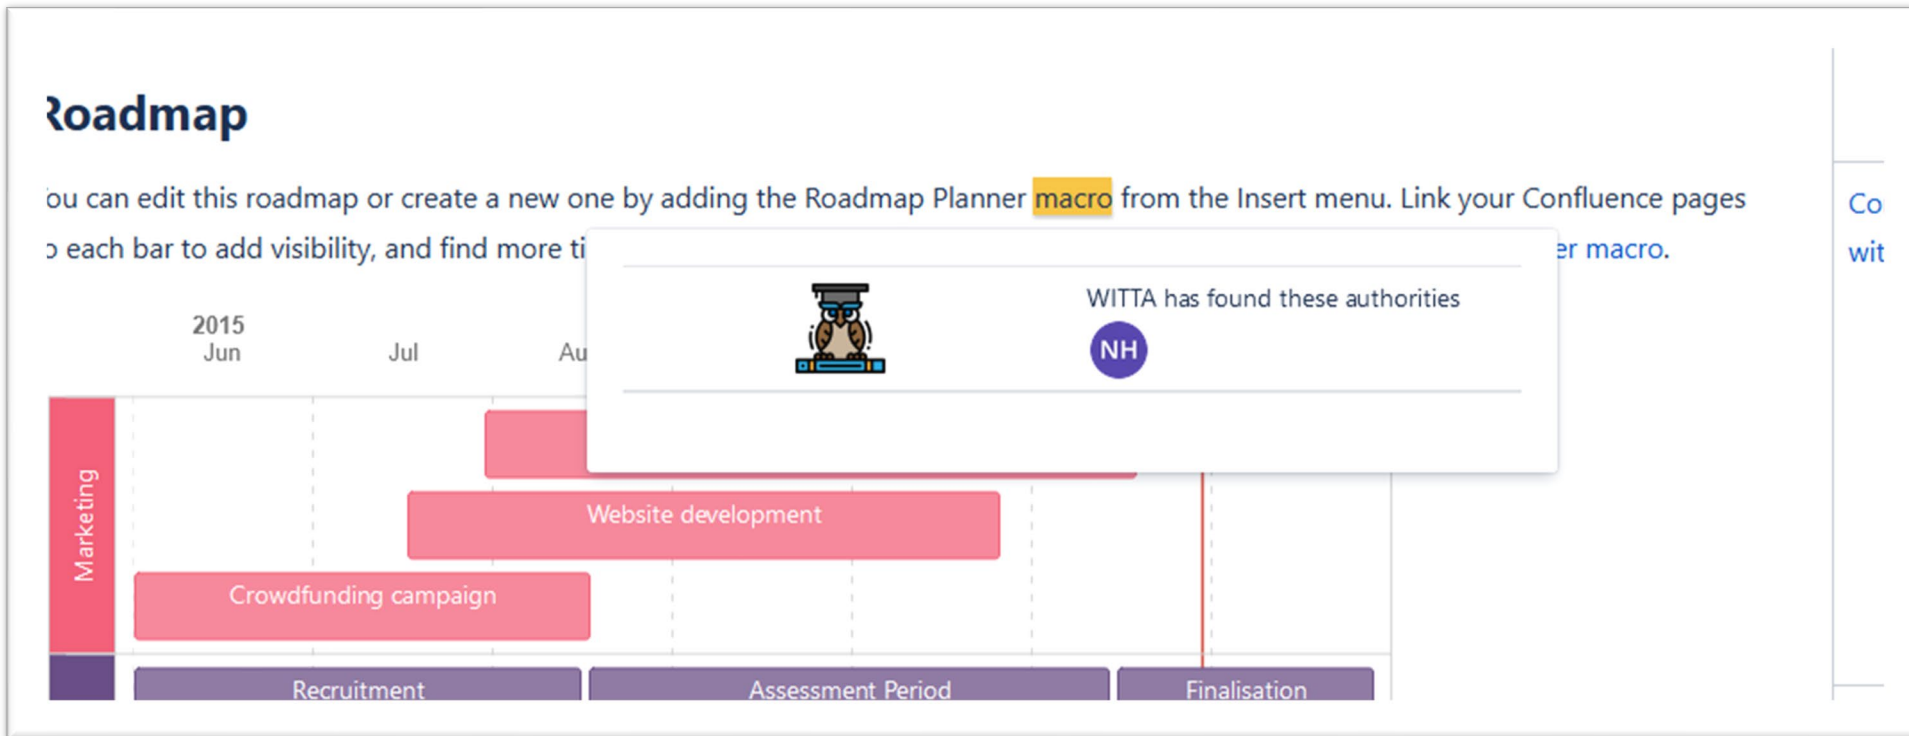 Roadmap
ou can edit this roadmap or create a new one by adding the Roadmap Planner macro from the Insert menu. Link your Confluence pages
o each bar to add visibility, and find more ti
er macro.
Co
wit
WITTA has found these authorities
NH
2015
Jun Jul Au
Marketing
Website development
Crowdfunding campaign
Recruitment Assessment Period Finalisation